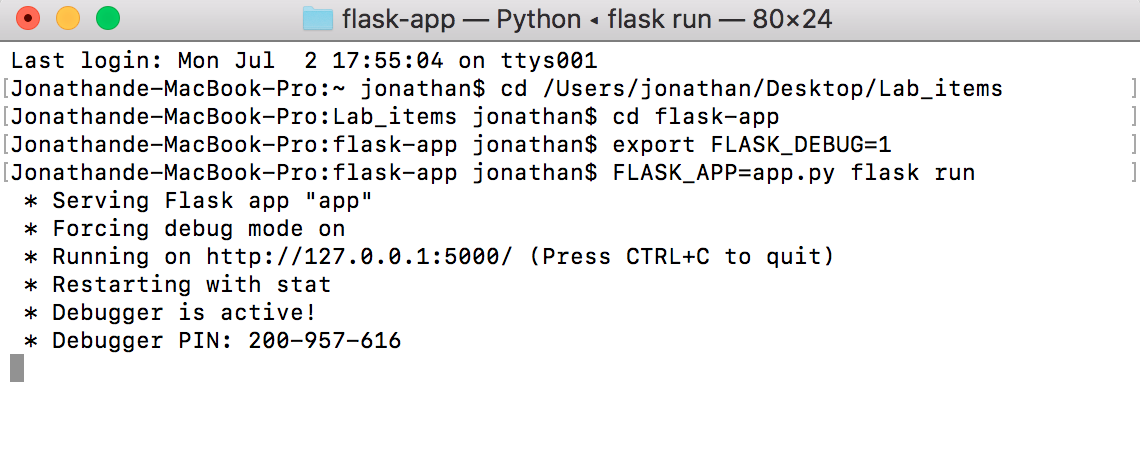 flask-app — Python ◂ flask run — 80×24
Last login: Mon Jul  2 17:55:04 on ttys001
[Jonathande-MacBook-Pro:~ jonathan$ cd /Users/jonathan/Desktop/Lab_items ]
[Jonathande-MacBook-Pro:Lab_items jonathan$ cd flask-app ]
[Jonathande-MacBook-Pro:flask-app jonathan$ export FLASK_DEBUG=1 ]
[Jonathande-MacBook-Pro:flask-app jonathan$ FLASK_APP=app.py flask run ]
 * Serving Flask app "app"
 * Forcing debug mode on
 * Running on http://127.0.0.1:5000/ (Press CTRL+C to quit)
 * Restarting with stat
 * Debugger is active!
 * Debugger PIN: 200-957-616